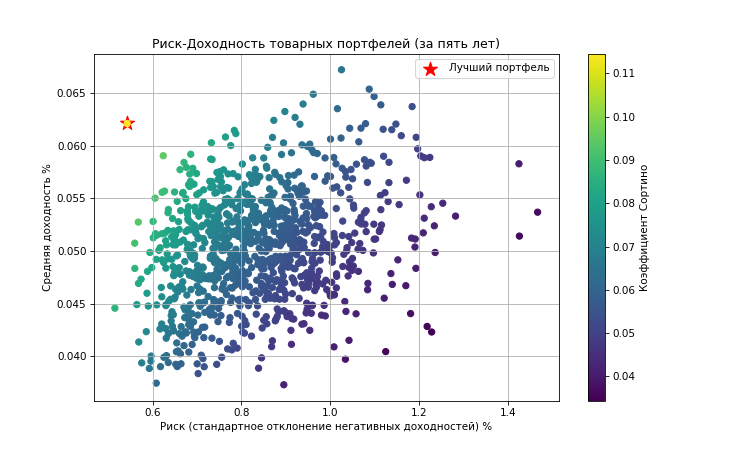 Риск-Доходность товарных портфелей (за пять лет)
Лучший портфель
Средняя доходность %
0.065
0.060
0.055
0.050
0.045
0.040
0.6 0.8 1.0 1.2 1.4
Риск (стандартное отклонение негативных доходностей) %
0.11
0.10
0.09
0.08
0.07
0.06
0.05
0.04
Коэффициент Сортино